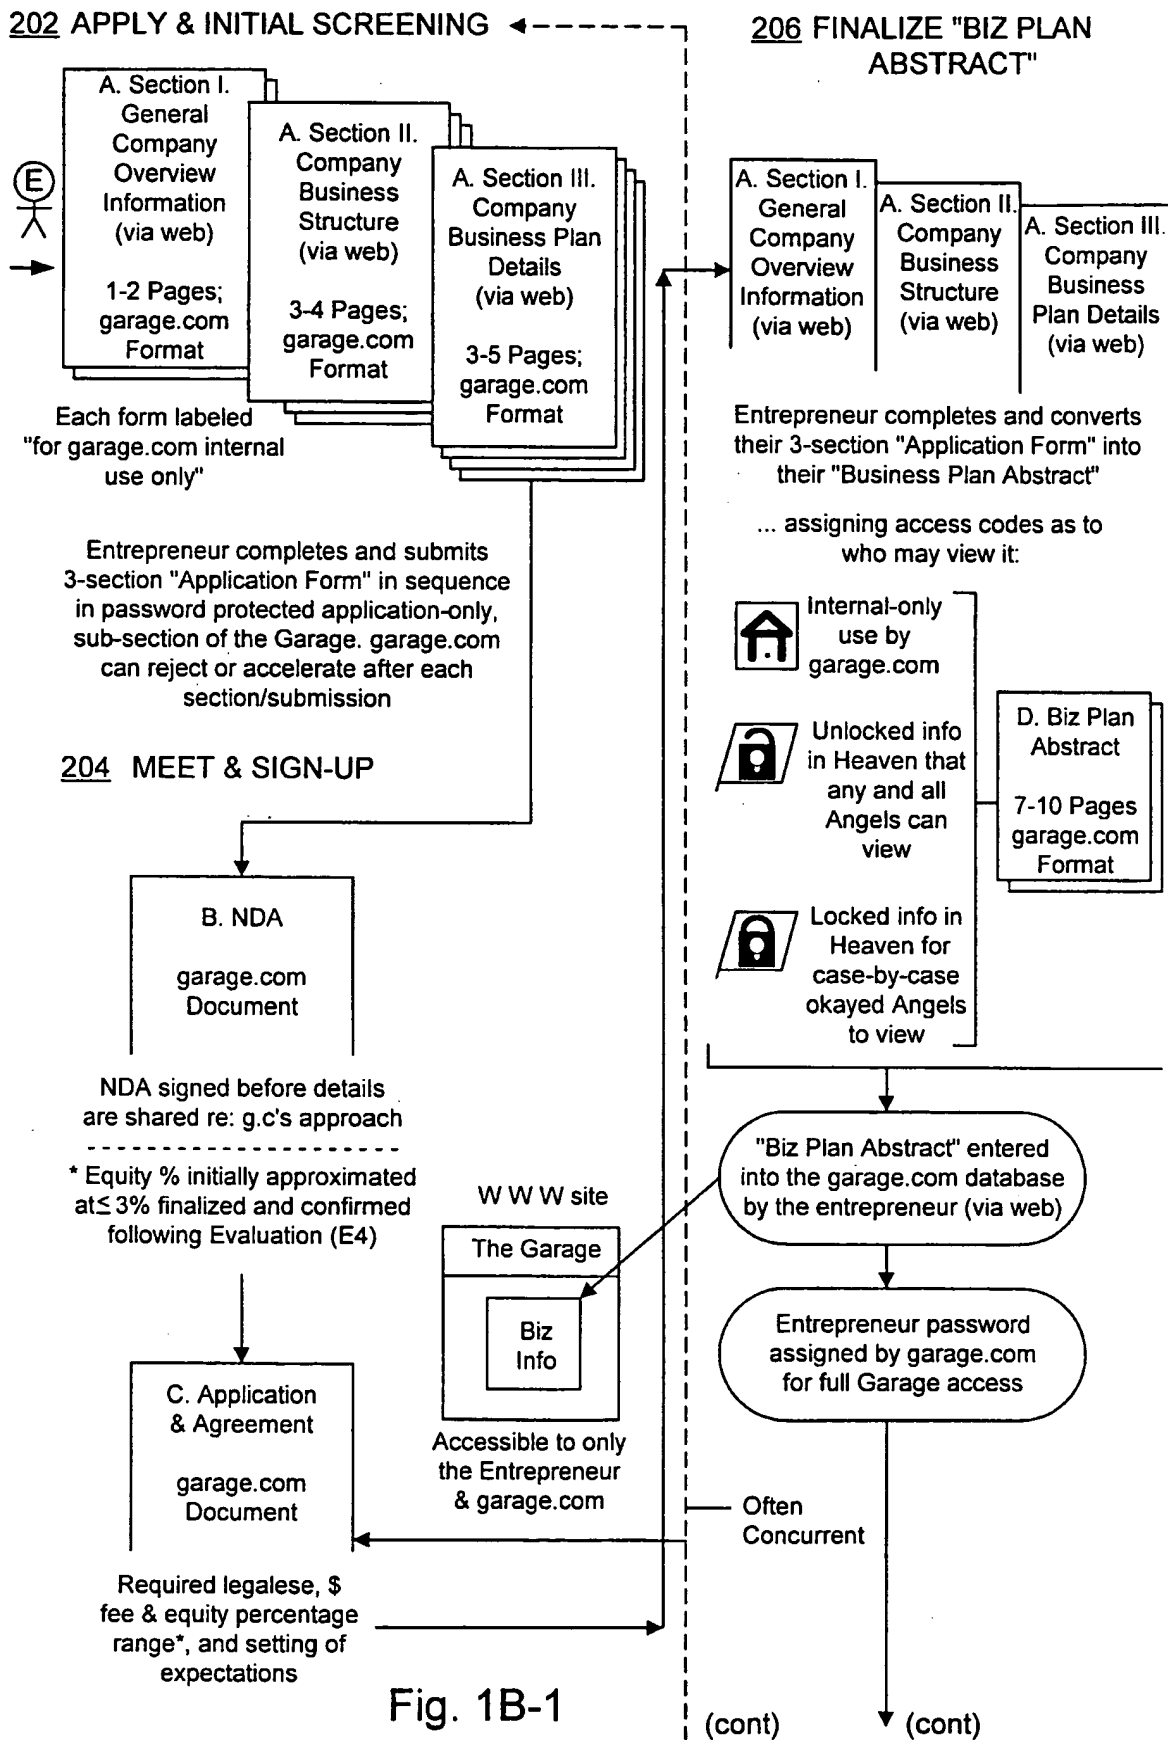 202 APPLY & INITIAL SCREENING
A. Section I.
General
Company
Overview
Information
(via web)
1-2 Pages;
garage.com
Format
E
A. Section II.
Company
Business
Structure
(via web)
3-4 Pages;
garage.com
Format
A. Section III.
Company
Business Plan
Details
(via web)
3-5 Pages;
garage.com
Format
Each form labeled
"for garage.com internal
use only"
Entrepreneur completes and submits
3-section "Application Form" in sequence
in password protected application-only,
sub-section of the Garage. garage.com
can reject or accelerate after each
section/submission
204 MEET & SIGN-UP
B. NDA
garage.com
Document
NDA signed before details
are shared re: g.c's approach
* Equity % initially approximated
at≤ 3% finalized and confirmed
following Evaluation (E4)
C. Application
& Agreement
garage.com
Document
Required legalese, $
fee & equity percentage
range*, and setting of
expectations
W W W site
The Garage
Biz
Info
Accessible to only
the Entrepreneur
& garage.com
206 FINALIZE "BIZ PLAN
ABSTRACT"
A. Section I.
General
Company
Overview
Information
(via web)
A. Section II.
Company
Business
Structure
(via web)
A. Section III.
Company
Business
Plan Details
(via web)
Entrepreneur completes and converts
their 3-section "Application Form" into
their "Business Plan Abstract"
... assigning access codes as to
who may view it:
Internal-only
use by
garage.com
Unlocked info
in Heaven that
any and all
Angels can
view
Locked info in
Heaven for
case-by-case
okayed Angels
to view
D. Biz Plan
Abstract
7-10 Pages
garage.com
Format
"Biz Plan Abstract" entered
into the garage.com database
by the entrepreneur (via web)
Entrepreneur password
assigned by garage.com
for full Garage access
Often
Concurrent
Fig. 1B-1
(cont)
(cont)